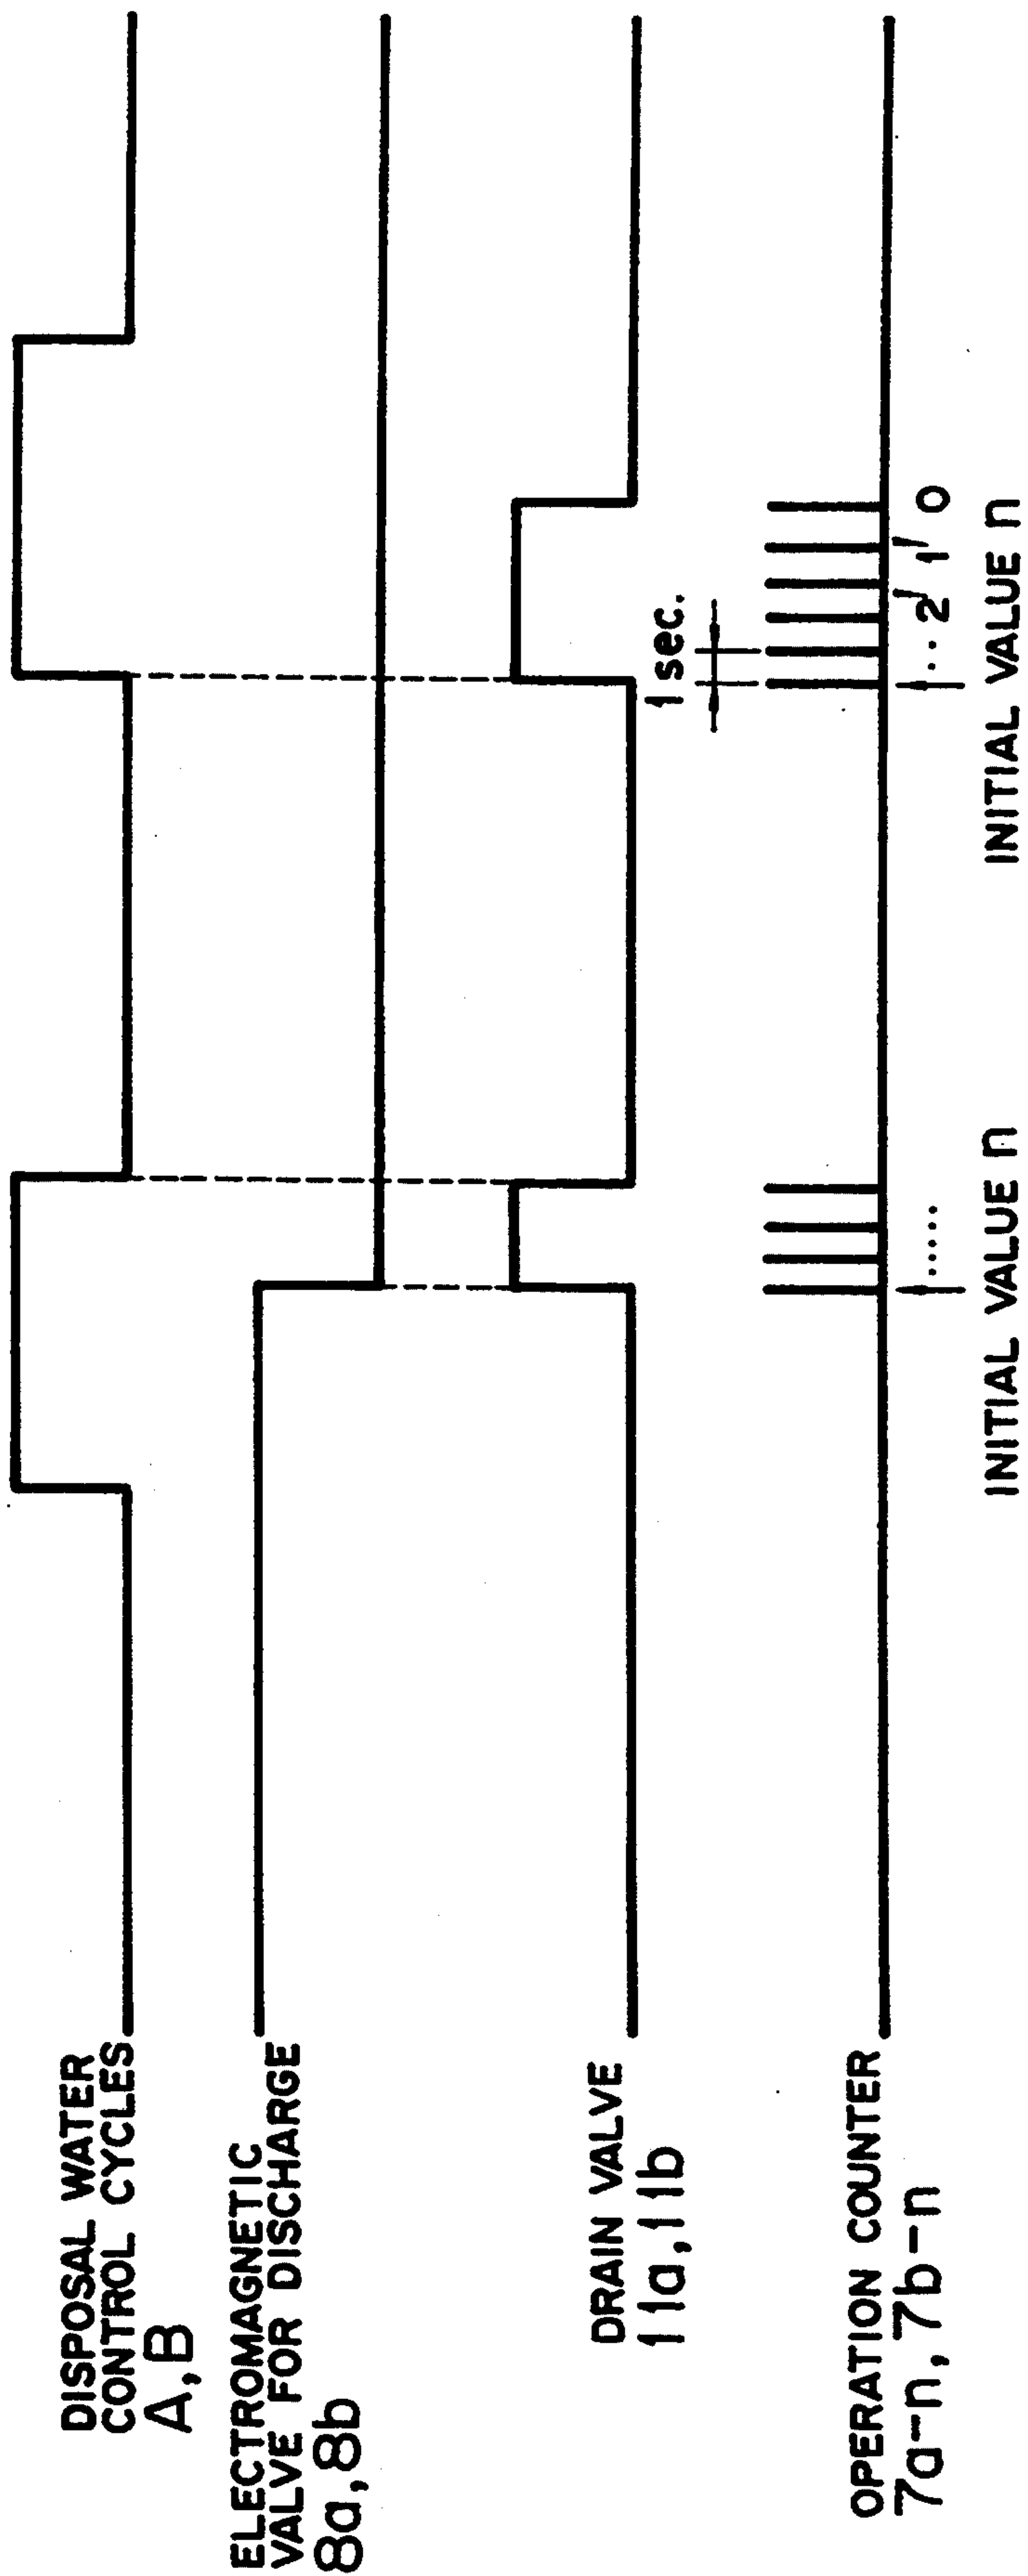 DISPOSAL WATER
CONTROL CYCLES
A,B
ELECTROMAGNETIC
VALVE FOR DISCHARGE
8a,8b
DRAIN VALVE
11a,11b
1 sec.
OPERATION COUNTER
7a-n,7b-n
.....
..2 1 0
INITIAL VALUE n
INITIAL VALUE n